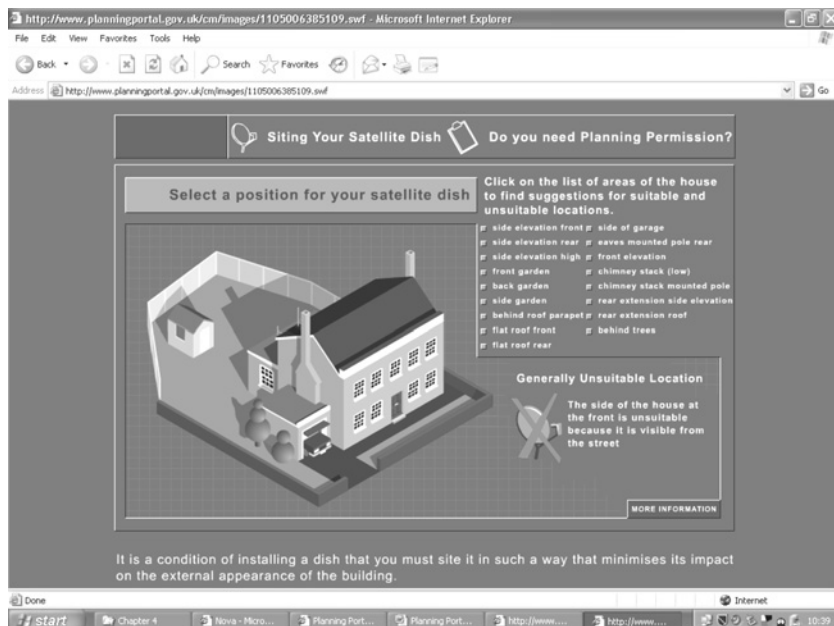 http://www.planningportal.gov.uk/cm/images/1105006385109.swf - Microsoft Internet Explorer
File Edit View Favorites Tools Help
Back Search Favorites
Address http://www.planningportal.gov.uk/cm/images/1105006385109.swf Go
Siting Your Satellite Dish Do you need Planning Permission?
Select a position for your satellite dish
Click on the list of areas of the house
to find suggestions for suitable and
unsuitable locations.
side elevation front side of garage
side elevation rear eaves mounted pole rear
side elevation high front elevation
front garden chimney stack (low)
back garden chimney stack mounted pole
side garden rear extension side elevation
behind roof parapet rear extension roof
flat roof front behind trees
flat roof rear
Generally Unsuitable Location
The side of the house at
the front is unsuitable
because it is visible from
the street
MORE INFORMATION
It is a condition of installing a dish that you must site it in such a way that minimises its impact
on the external appearance of the building.
Done Internet
start Chapter 4 Nova - Micro... Planning Port... Planning Port... http://www.... http://www.... 10:39